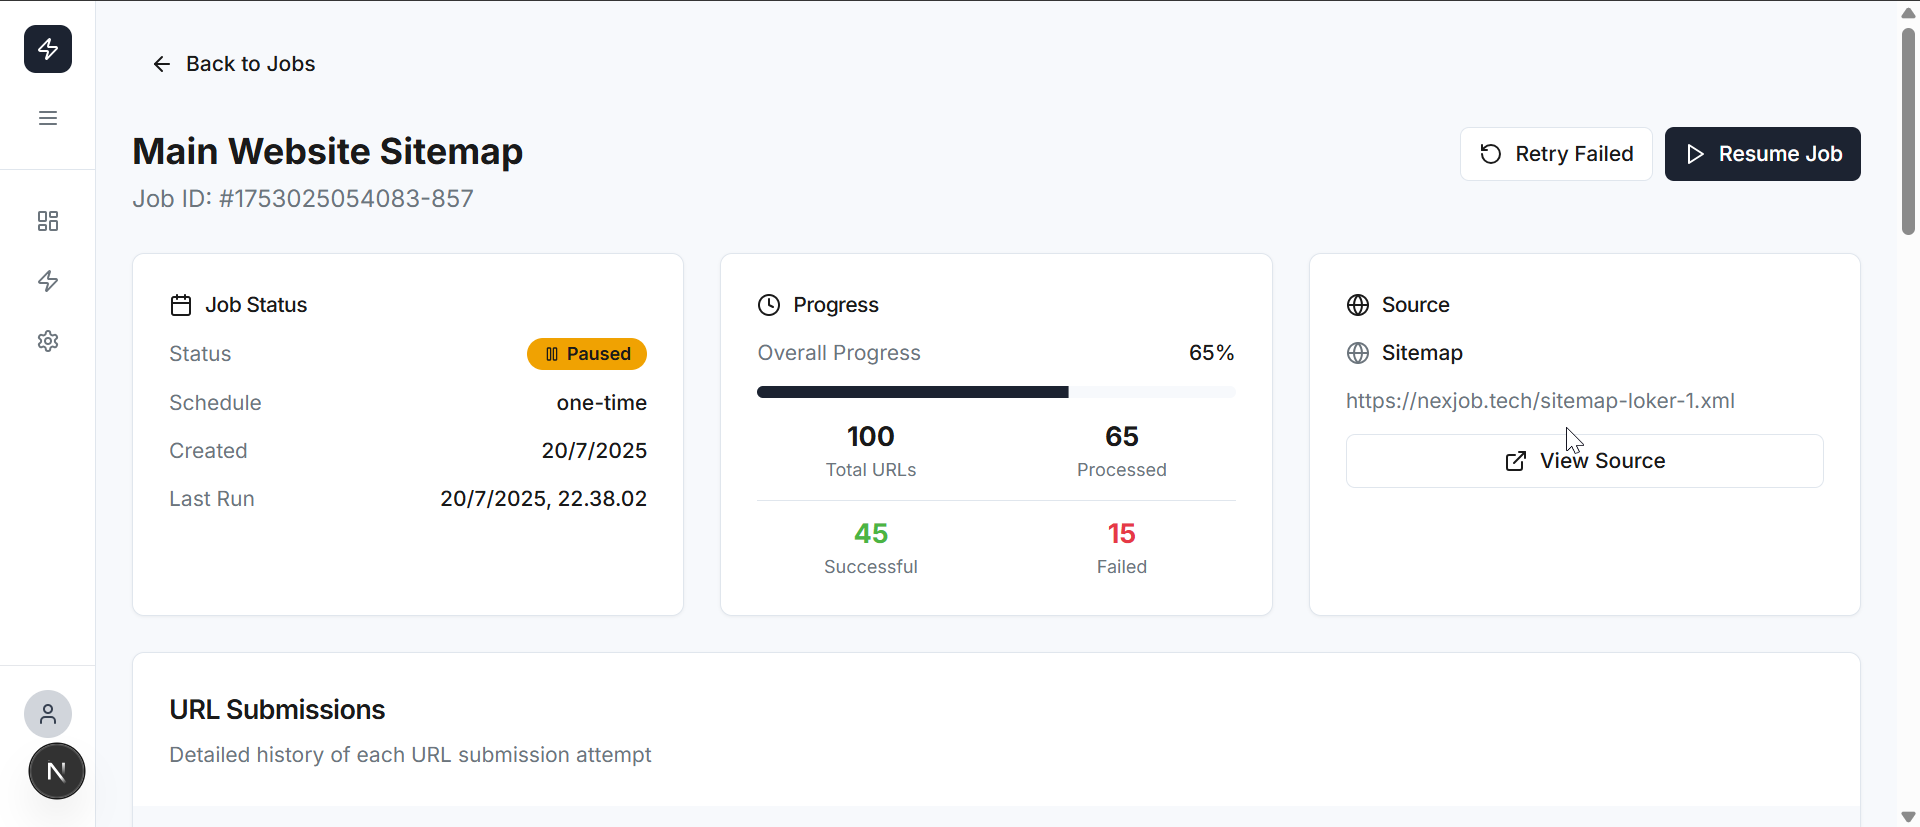 Back to Jobs
Main Website Sitemap
Job ID: #1753025054083-857
Retry Failed
Resume Job
Job Status
Status
Paused
Schedule
one-time
Created
20/7/2025
Last Run
20/7/2025, 22.38.02
Progress
Overall Progress
65%
100
Total URLs
65
Processed
45
Successful
15
Failed
Source
Sitemap
https://nexjob.tech/sitemap-loker-1.xml
View Source
URL Submissions
Detailed history of each URL submission attempt
N